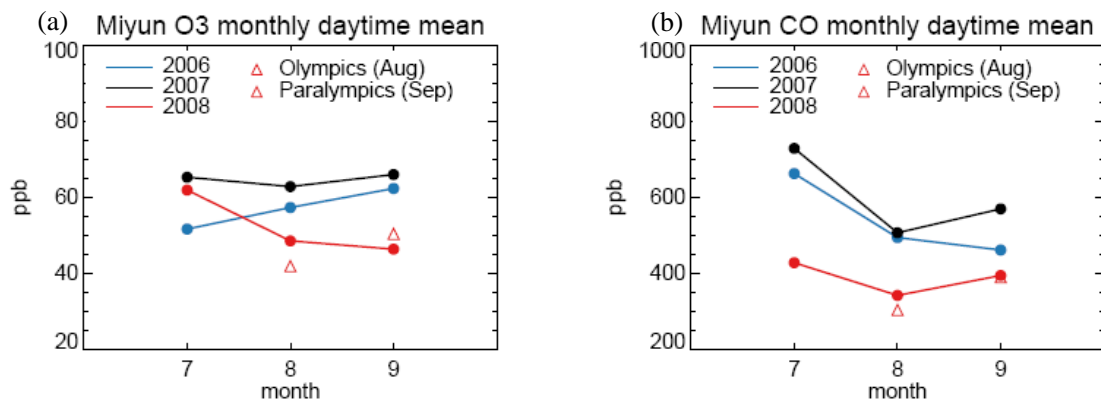 (a) Miyun O3 monthly daytime mean
100
80
60
40
20
ppb
2006
2007
2008
Olympics (Aug)
Paralympics (Sep)
7 8 9
month
(b) Miyun CO monthly daytime mean
1000
800
600
400
200
ppb
2006
2007
2008
Olympics (Aug)
Paralympics (Sep)
7 8 9
month